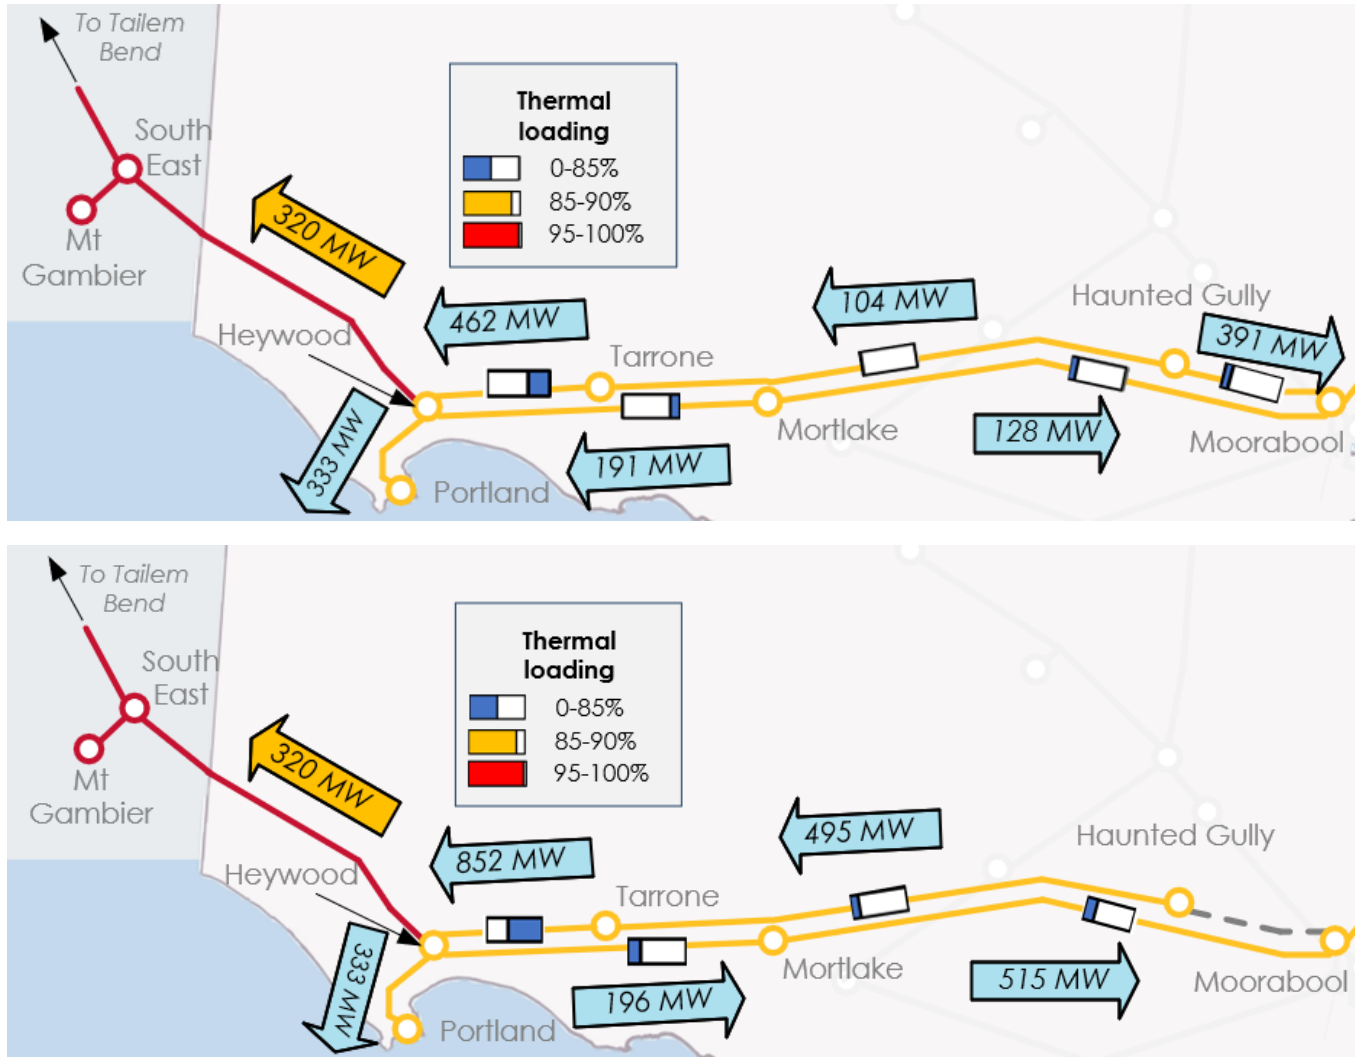 To Tailem
Bend
South
East
Mt
Gambier
Thermal
loading
0-85%
85-90%
95-100%
320 MW
Heywood
462 MW
Tarrone
104 MW
Haunted Gully
391 MW
333 MW
Portland
191 MW
Mortlake
128 MW
Moorabool
To Tailem
Bend
South
East
Mt
Gambier
Thermal
loading
0-85%
85-90%
95-100%
320 MW
Heywood
852 MW
Tarrone
495 MW
Haunted Gully
333 MW
Portland
196 MW
Mortlake
515 MW
Moorabool